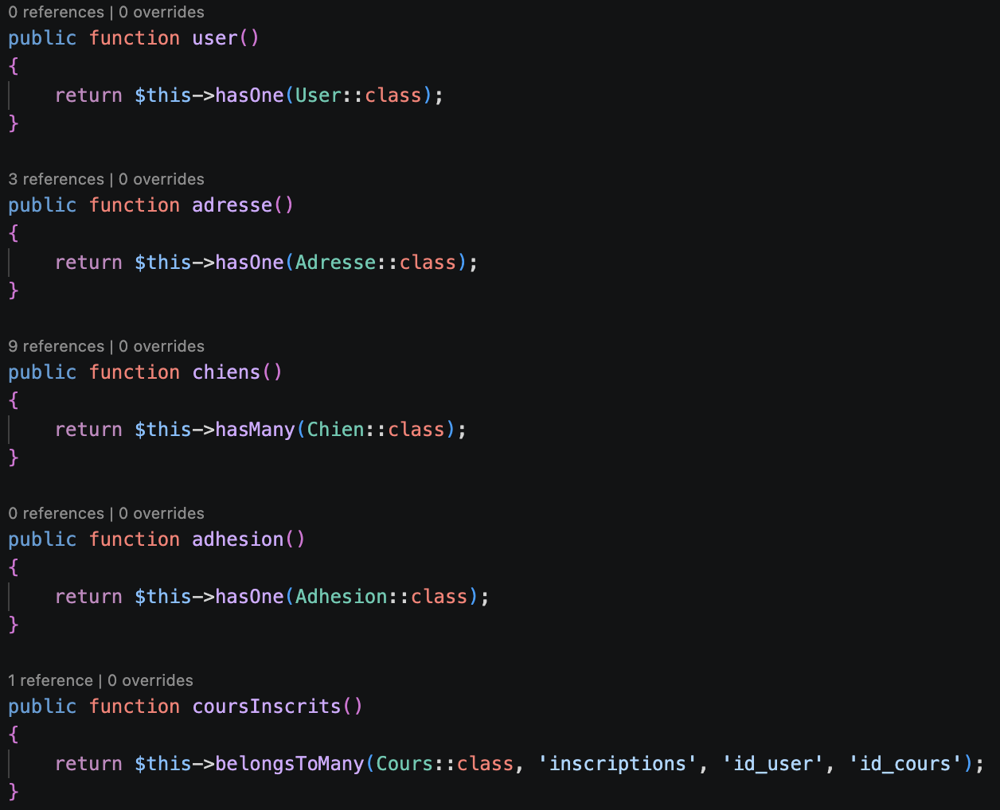 0 references | 0 overrides
public function user()
{
    return $this->hasOne(User::class);
}
3 references | 0 overrides
public function adresse()
{
    return $this->hasOne(Adresse::class);
}
9 references | 0 overrides
public function chiens()
{
    return $this->hasMany(Chien::class);
}
0 references | 0 overrides
public function adhesion()
{
    return $this->hasOne(Adhesion::class);
}
1 reference | 0 overrides
public function coursInscrits()
{
    return $this->belongsToMany(Cours::class, 'inscriptions', 'id_user', 'id_cours');
}